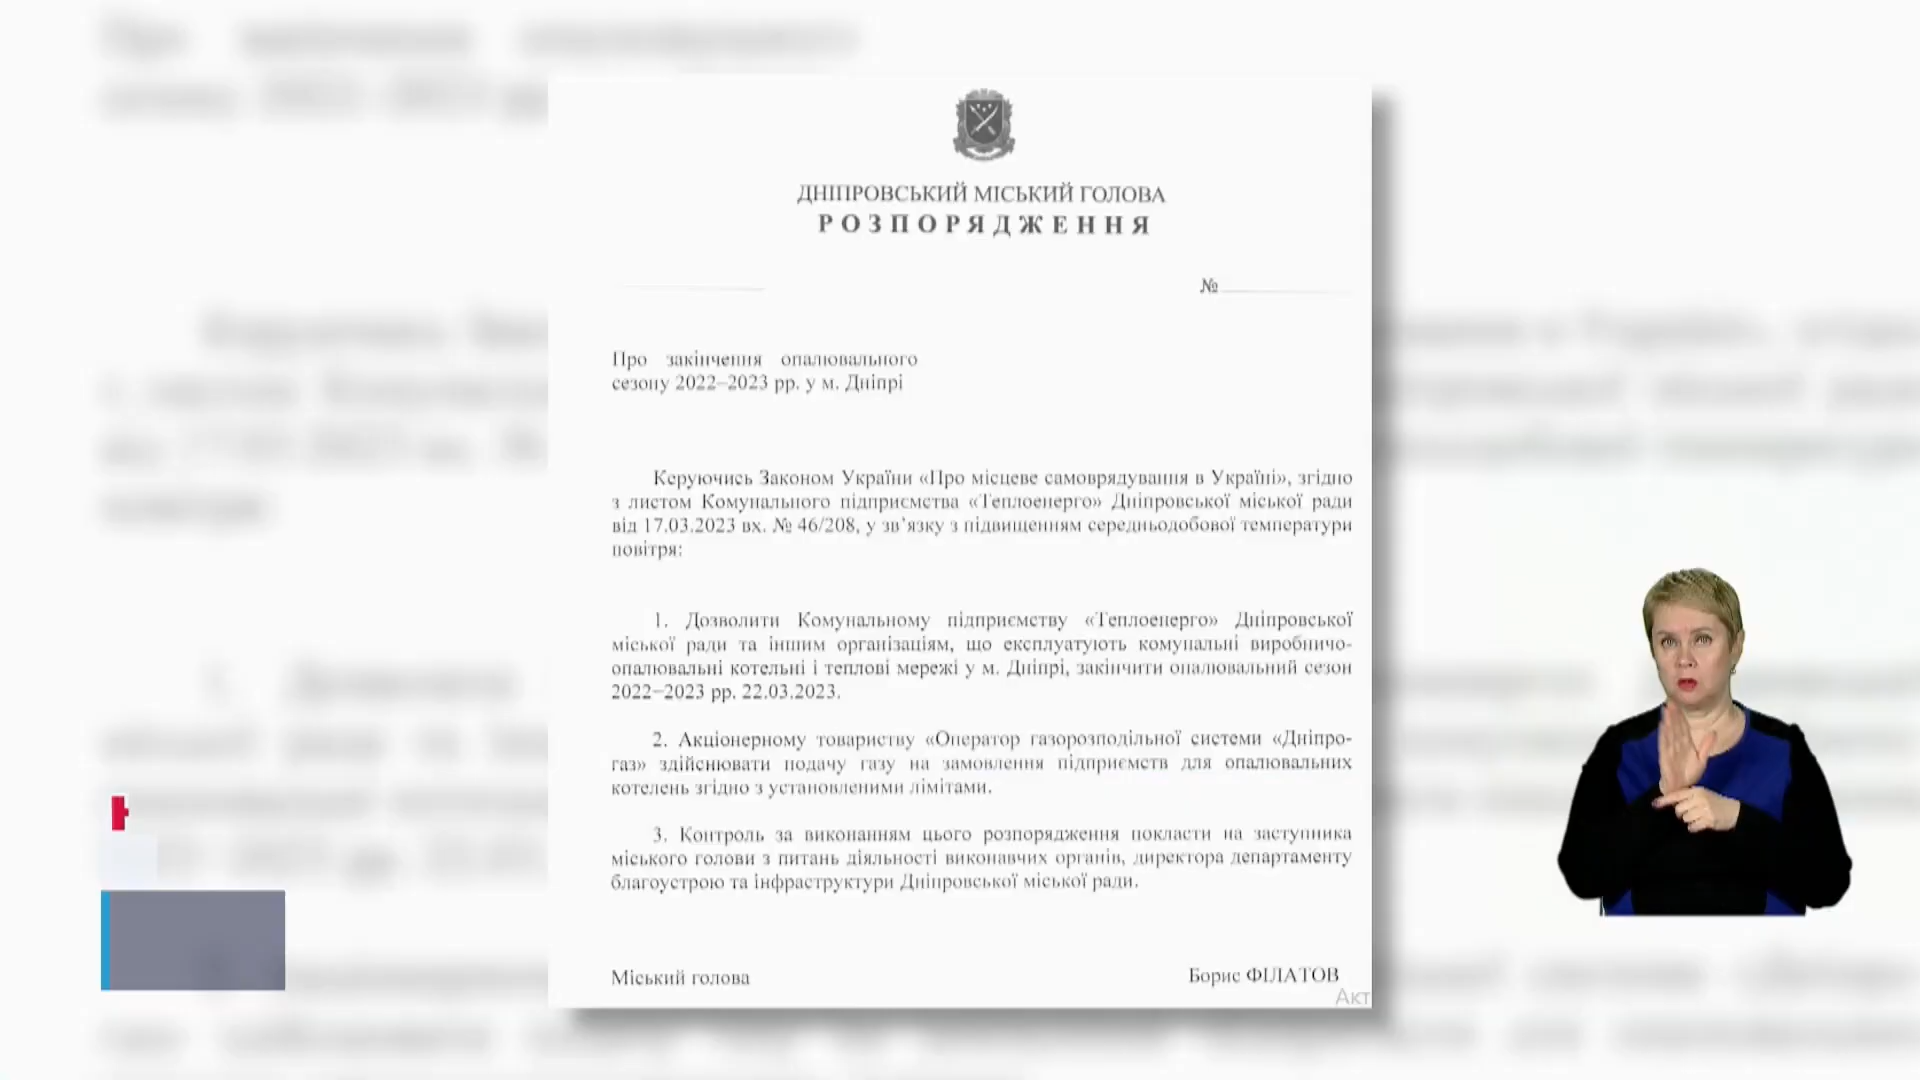 ДНІПРОВСЬКИЙ МІСЬКИЙ ГОЛОВА
РОЗПОРЯДЖЕННЯ
№
Про закінчення опалювального
сезону 2022–2023 рр. у м. Дніпрі
Керуючись Законом України «Про місцеве самоврядування в Україні», згідно
з листом Комунального підприємства «Теплоенерго» Дніпровської міської ради
від 17.03.2023 вх. № 46/208, у зв’язку з підвищенням середньодобової температури
повітря:
1. Дозволити Комунальному підприємству «Теплоенерго» Дніпровської
міської ради та іншим організаціям, що експлуатують комунальні виробничо-
опалювальні котельні і теплові мережі у м. Дніпрі, закінчити опалювальний сезон
2022–2023 рр. 22.03.2023.
2. Акціонерному товариству «Оператор газорозподільної системи «Дніпро-
газ» здійснювати подачу газу на замовлення підприємств для опалювальних
котелень згідно з установленими лімітами.
3. Контроль за виконанням цього розпорядження покласти на заступника
міського голови з питань діяльності виконавчих органів, директора департаменту
благоустрою та інфраструктури Дніпровської міської ради.
Міський голова
Борис ФІЛАТОВ
Акт